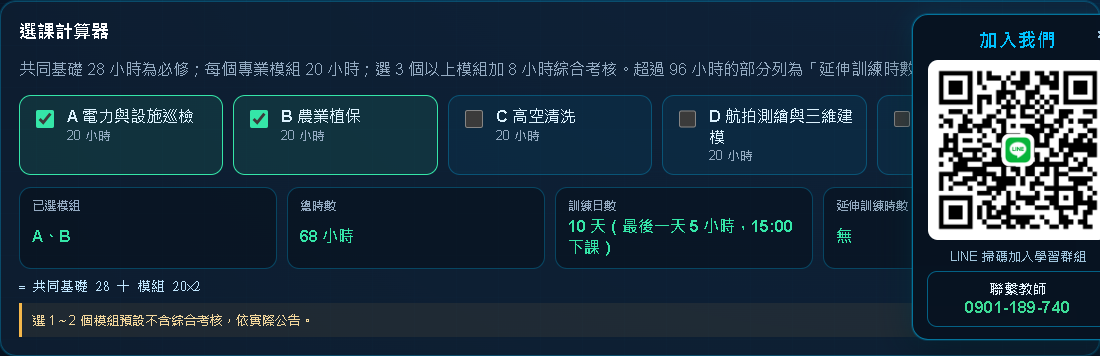 選課計算器
共同基礎 28 小時為必修；每個專業模組 20 小時；選 3 個以上模組加 8 小時綜合考核。超過 96 小時的部分列為「延伸訓練時數
A 電力與設施巡檢
20 小時
B 農業植保
20 小時
C 高空清洗
20 小時
D 航拍測繪與三維建
模
20 小時
已選模組
A、B
總時數
68 小時
訓練日數
10 天（最後一天 5 小時，15:00
下課）
延伸訓練時數
無
= 共同基礎 28 ＋ 模組 20×2
選 1～2 個模組預設不含綜合考核，依實際公告。
加入我們
LINE
LINE 掃碼加入學習群組
聯繫教師
0901-189-740